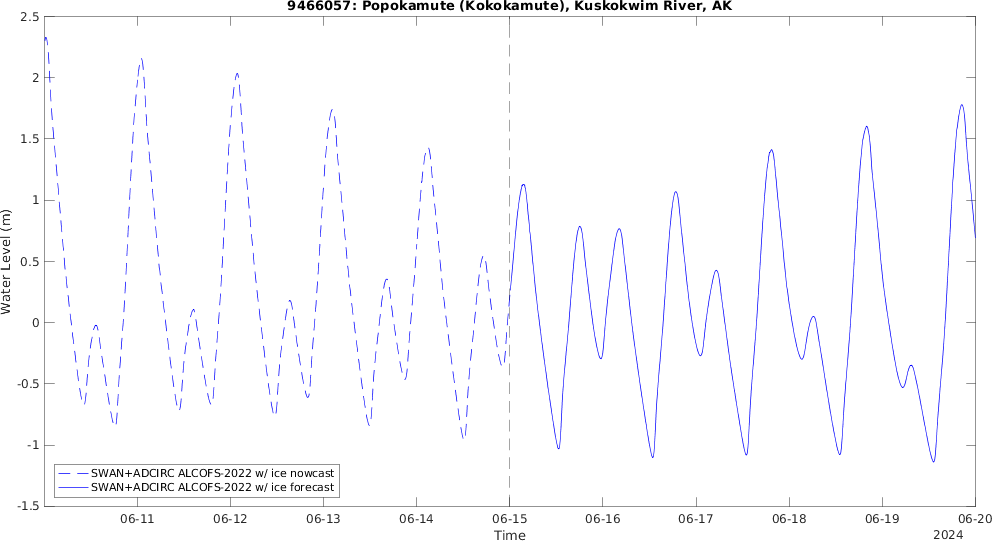 9466057: Popokamute (Kokokamute), Kuskokwim River, AK
2.5
2
1.5
1
0.5
0
-0.5
-1
-1.5
Water Level (m)
SWAN+ADCIRC ALCOFS-2022 w/ ice nowcast
SWAN+ADCIRC ALCOFS-2022 w/ ice forecast
06-11 06-12 06-13 06-14 06-15 06-16 06-17 06-18 06-19 06-20
Time
2024